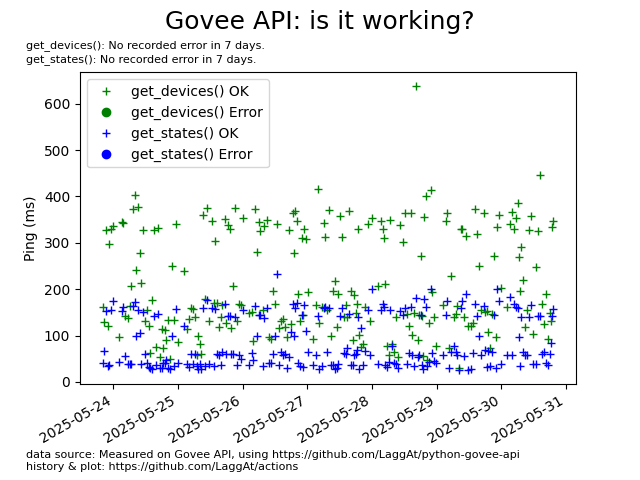 Govee API: is it working?
get_devices(): No recorded error in 7 days.
get_states(): No recorded error in 7 days.
get_devices() OK
get_devices() Error
get_states() OK
get_states() Error
Ping (ms)
600
500
400
300
200
100
0
2025-05-24
2025-05-25
2025-05-26
2025-05-27
2025-05-28
2025-05-29
2025-05-30
2025-05-31
data source: Measured on Govee API, using https://github.com/LaggAt/python-govee-api
history & plot: https://github.com/LaggAt/actions